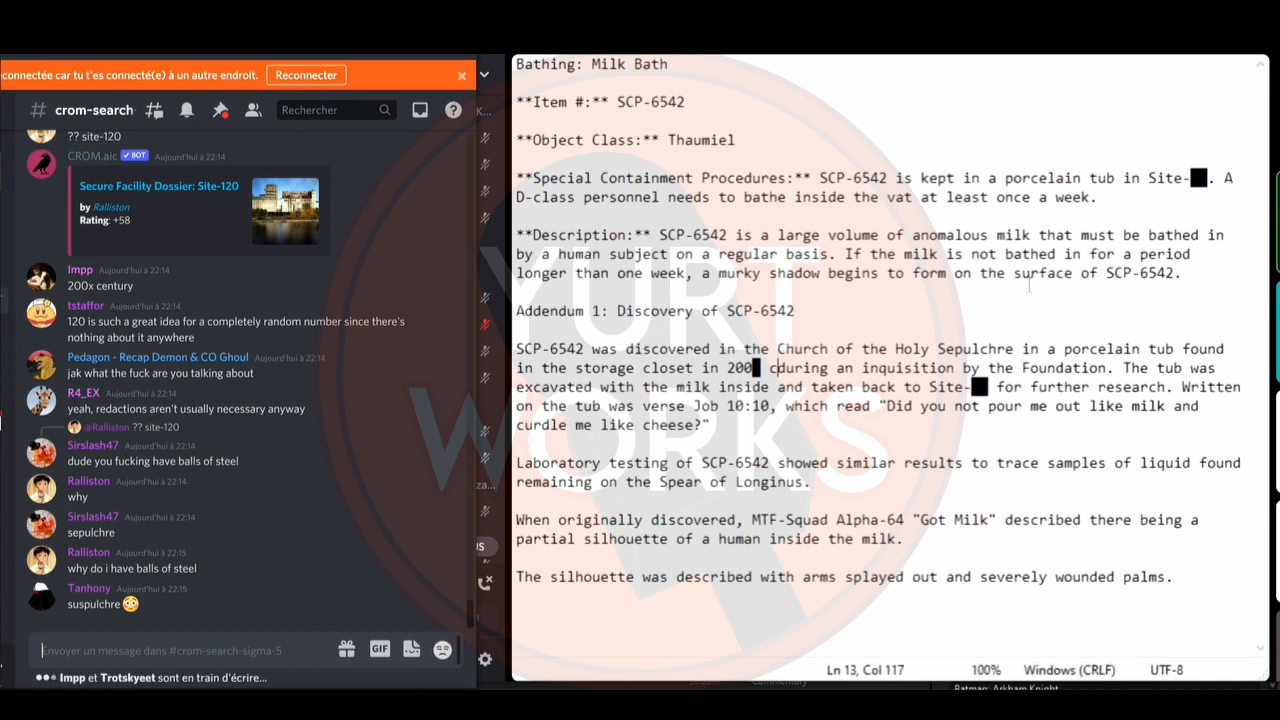 connectée car tu t'es connecté(e) à un autre endroit.
Reconnecter
# crom-search
Rechercher
?? site-120
CROM.aic ✓ BOT Aujourd'hui à 22:14
Secure Facility Dossier: Site-120
by Ralliston
Rating: +58
Impp Aujourd'hui à 22:14
200x century
tstaffor Aujourd'hui à 22:14
120 is such a great idea for a completely random number since there's
nothing about it anywhere
Pedagon - Recap Demon & CO Ghoul Aujourd'hui à 22:14
jak what the fuck are you talking about
R4_EX Aujourd'hui à 22:14
yeah, redactions aren't usually necessary anyway
@Ralliston ?? site-120
Sirslash47 Aujourd'hui à 22:14
dude you fucking have balls of steel
Ralliston Aujourd'hui à 22:14
why
Sirslash47 Aujourd'hui à 22:14
sepulchre
Ralliston Aujourd'hui à 22:15
why do i have balls of steel
Tanhony Aujourd'hui à 22:15
suspulchre 😳
Envoyer un message dans #crom-search-sigma-5
GIF
Impp et Trotskyeet sont en train d'écrire...
K...
za...
US
Bathing: Milk Bath
**Item #:** SCP-6542
**Object Class:** Thaumiel
**Special Containment Procedures:** SCP-6542 is kept in a porcelain tub in Site-█. A
D-class personnel needs to bathe inside the vat at least once a week.
**Description:** SCP-6542 is a large volume of anomalous milk that must be bathed in
by a human subject on a regular basis. If the milk is not bathed in for a period
longer than one week, a murky shadow begins to form on the surface of SCP-6542.
Addendum 1: Discovery of SCP-6542
SCP-6542 was discovered in the Church of the Holy Sepulchre in a porcelain tub found
in the storage closet in 200█ cduring an inquisition by the Foundation. The tub was
excavated with the milk inside and taken back to Site-█ for further research. Written
on the tub was verse Job 10:10, which read "Did you not pour me out like milk and
curdle me like cheese?"
Laboratory testing of SCP-6542 showed similar results to trace samples of liquid found
remaining on the Spear of Longinus.
When originally discovered, MTF-Squad Alpha-64 "Got Milk" described there being a
partial silhouette of a human inside the milk.
The silhouette was described with arms splayed out and severely wounded palms.
YURT
WORKS
Ln 13, Col 117
100%
Windows (CRLF)
UTF-8
Batman: Arkham Knight